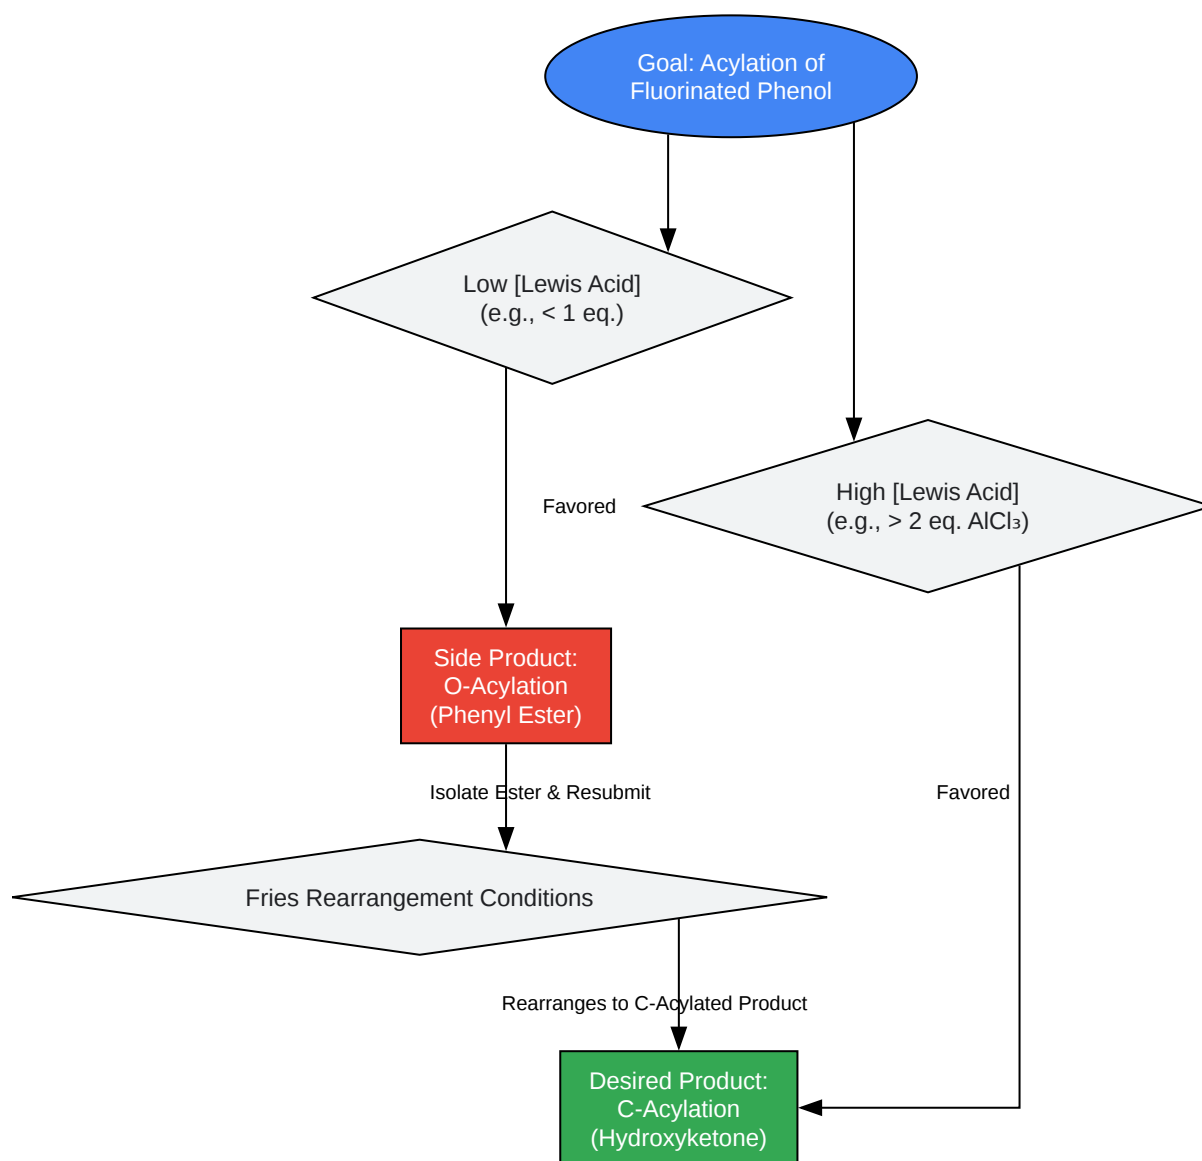 Goal: Acylation of
Fluorinated Phenol
Low [Lewis Acid]
(e.g., < 1 eq.)
High [Lewis Acid]
(e.g., > 2 eq. AlCl₃)
Favored
Side Product:
O-Acylation
(Phenyl Ester)
Isolate Ester & Resubmit
Favored
Fries Rearrangement Conditions
Rearranges to C-Acylated Product
Desired Product:
C-Acylation
(Hydroxyketone)